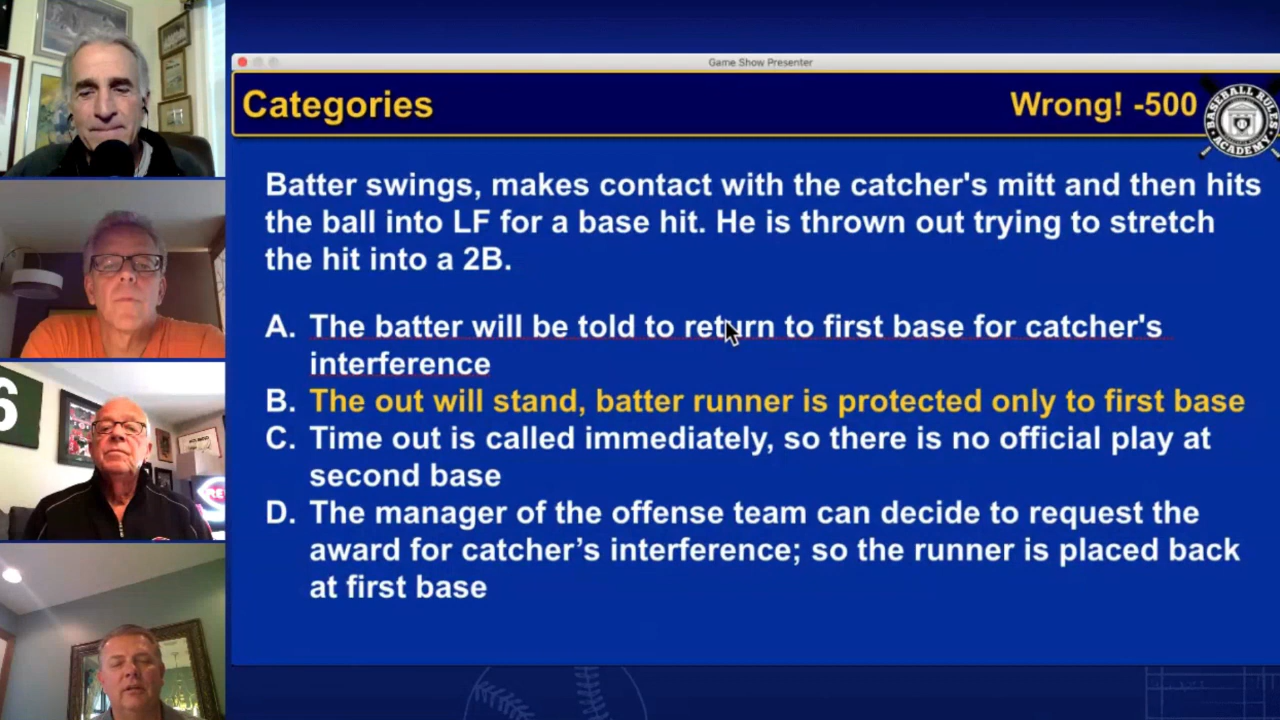 Game Show Presenter
Categories
Wrong! -500
BASEBALL RULES
ACADEMY
Batter swings, makes contact with the catcher's mitt and then hits
the ball into LF for a base hit. He is thrown out trying to stretch
the hit into a 2B.
A. The batter will be told to return to first base for catcher's
interference
B. The out will stand, batter runner is protected only to first base
C. Time out is called immediately, so there is no official play at
second base
D. The manager of the offense team can decide to request the
award for catcher’s interference; so the runner is placed back
at first base
6
RE